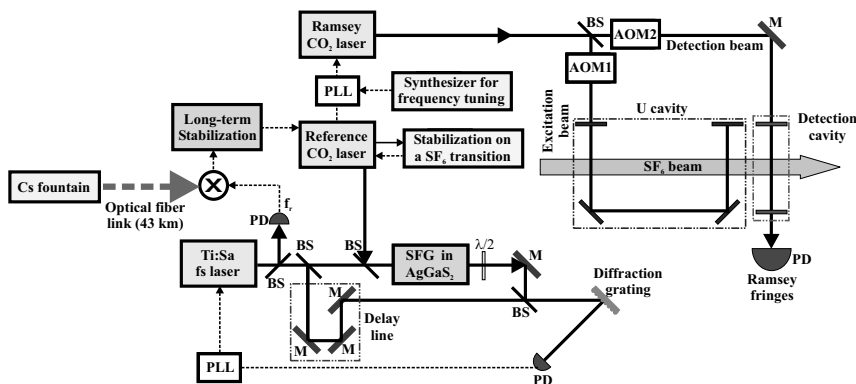 Ramsey
CO₂ laser
BS
AOM2
M
Detection beam
AOM1
PLL
Synthesizer for
frequency tuning
Excitation
beam
U cavity
Detection
cavity
Long-term
Stabilization
Reference
CO₂ laser
Stabilization on
a SF₆ transition
SF₆ beam
Cs fountain
Optical fiber
link (43 km)
PD
fᵣ
Ti:Sa
fs laser
BS
BS
BS
SFG in
AgGaS₂
λ/2
M
BS
Diffraction
grating
PD
Ramsey
fringes
M
Delay
line
M
M
PLL
PD